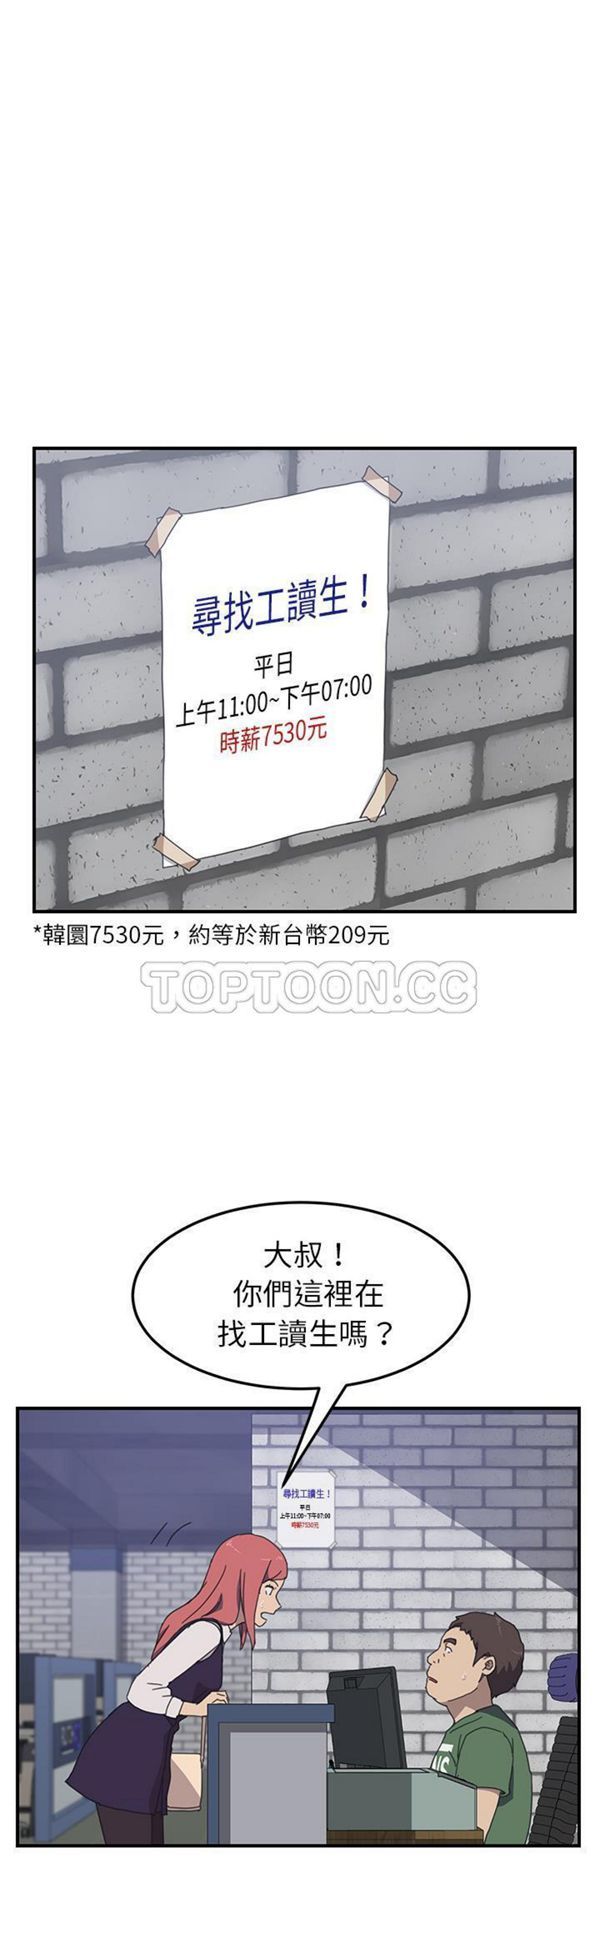 尋找工讀生！
平日
上午11:00~下午07:00
時薪7530元
*韓圜7530元，約等於新台幣209元
TOPTOON.CC
大叔！
你們這裡在
找工讀生嗎？
尋找工讀生！
平日
上午11:00~下午07:00
時薪7530元